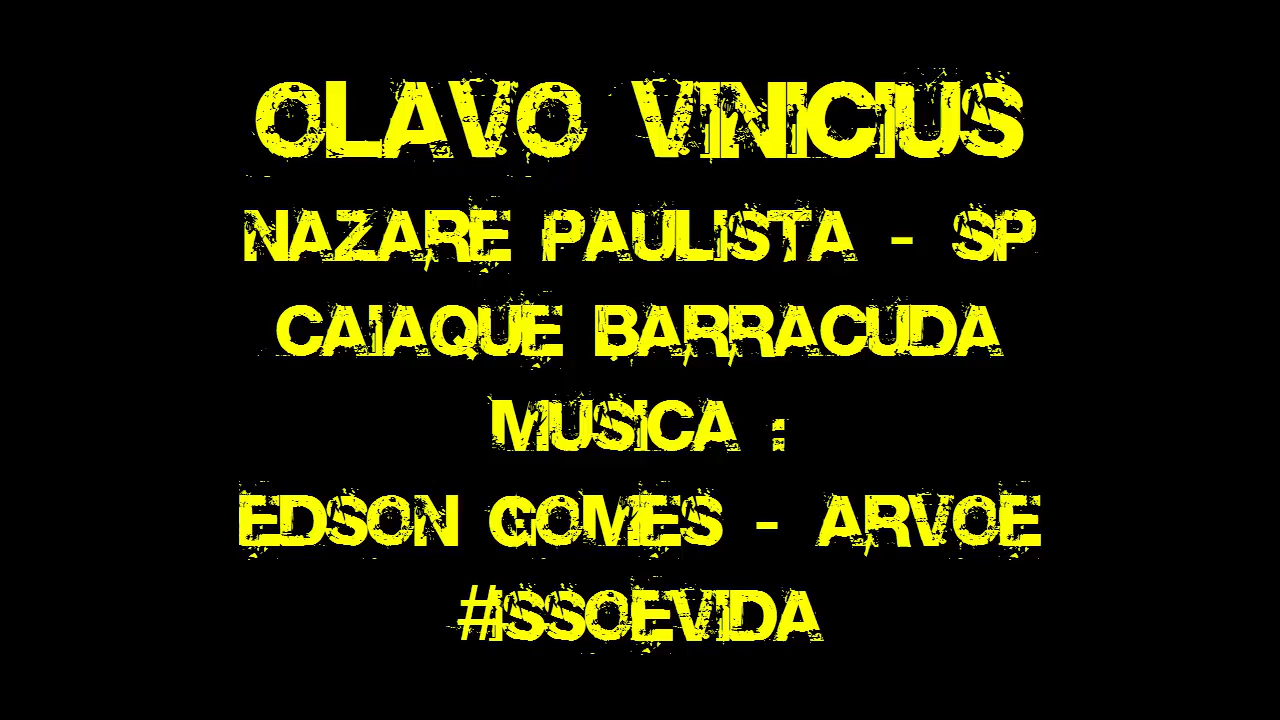 OLAVO VINICIUS
NAZARE PAULISTA - SP
CAIAQUE BARRACUDA
MUSICA :
EDSON GOMES - ARVOE
#ISSOEVIDA